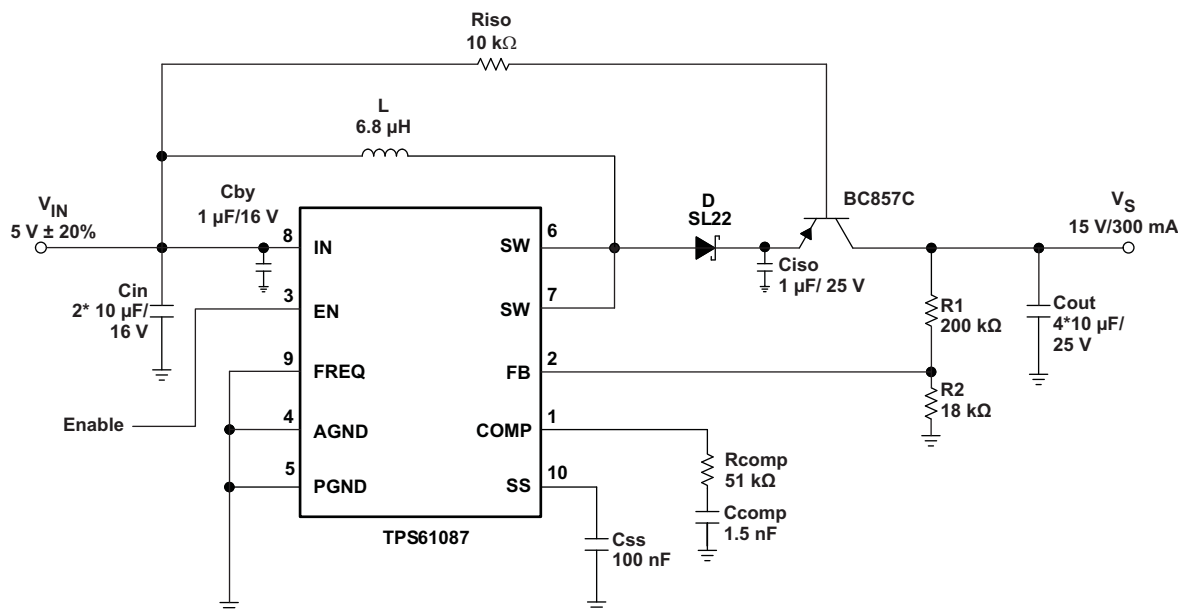 Riso
10 kΩ
L
6.8 µH
Cby
1 µF/16 V
V_IN
5 V ± 20%
Cin
2* 10 µF/
16 V
Enable
8
IN
3
EN
9
FREQ
4
AGND
5
PGND
6
SW
7
SW
2
FB
1
COMP
10
SS
TPS61087
D
SL22
BC857C
Ciso
1 µF/ 25 V
V_S
15 V/300 mA
R1
200 kΩ
Cout
4*10 µF/
25 V
R2
18 kΩ
Rcomp
51 kΩ
Ccomp
1.5 nF
Css
100 nF